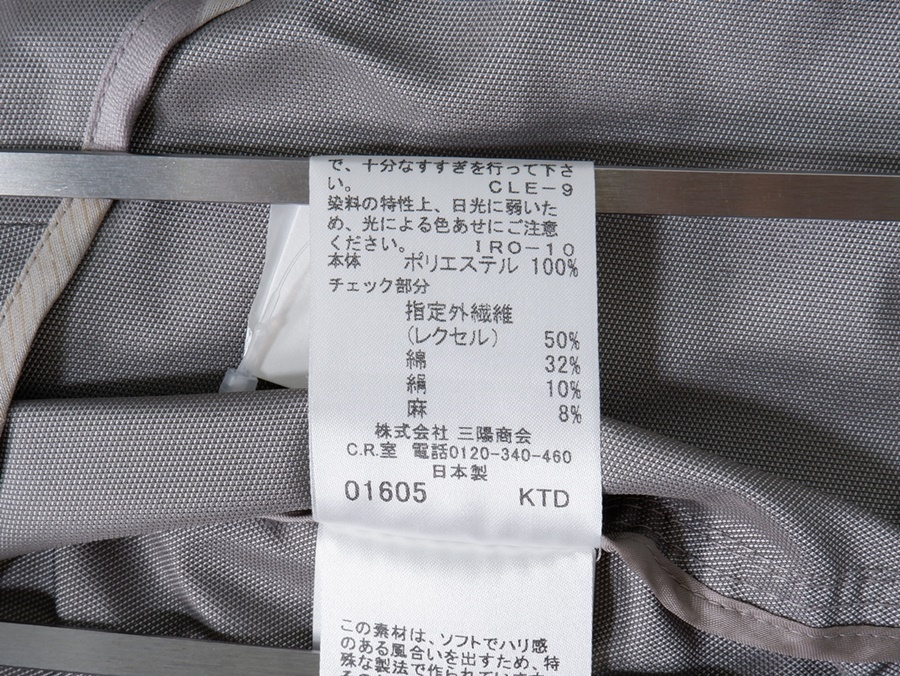 で、十分なすすぎを行って下さ
い。 CLE-9
染料の特性上、日光に弱いた
め、光による色あせにご注意
ください。 IRO-10
本体 ポリエステル 100%
チェック部分
指定外繊維
(レクセル) 50%
綿 32%
絹 10%
麻 8%
株式会社 三陽商会
C.R.室 電話0120-340-460
日本製
01605 KTD
この素材は、ソフトでハリ感
のある風合いを出すため、特
殊な製法で作られています